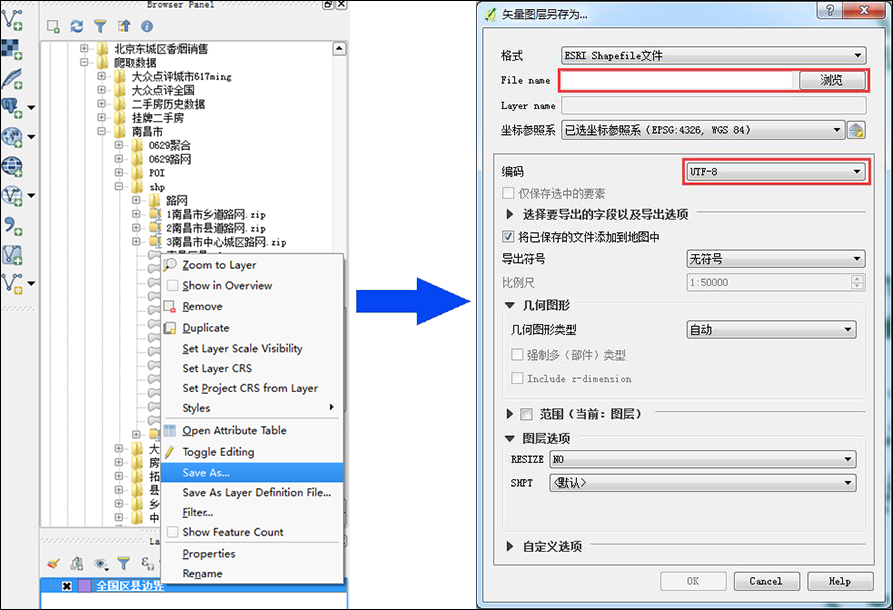 Browser Panel
北京东城区香烟销售
爬取数据
大众点评城市617ming
大众点评全国
二手房历史数据
挂牌二手房
南昌市
0629聚合
0629路网
POI
shp
路网
1南昌市乡道路网.zip
2南昌市县道路网.zip
3南昌市中心城区路网.zip
Zoom to Layer
Show in Overview
Remove
Duplicate
Set Layer Scale Visibility
Set Layer CRS
Set Project CRS from Layer
Styles
Open Attribute Table
Toggle Editing
Save As...
Save As Layer Definition File...
Filter...
Show Feature Count
Properties
Rename
大
房
拓
县
乡
中
La
全国区县边界
矢量图层另存为...
格式 ESRI Shapefile文件
File name 浏览
Layer name
坐标参照系 已选坐标参照系 (EPSG:4326, WGS 84)
编码 UTF-8
仅保存选中的要素
选择要导出的字段以及导出选项
将已保存的文件添加到地图中
导出符号 无符号
比例尺 1:50000
几何图形
几何图形类型 自动
强制多（部件）类型
Include z-dimension
范围（当前：图层）
图层选项
RESIZE NO
SHPT <默认>
自定义选项
OK Cancel Help